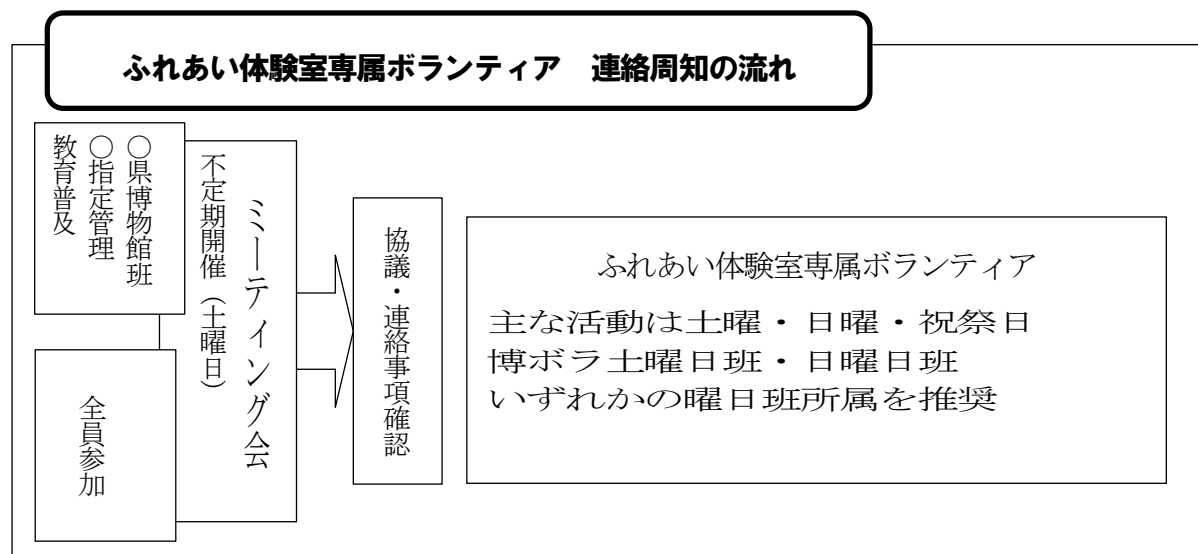 ふれあい体験室専属ボランティア　連絡周知の流れ
○県博物館班
○指定管理
教育普及
ミーティング会
不定期開催（土曜日）
全員参加
協議・連絡事項確認
ふれあい体験室専属ボランティア
主な活動は土曜・日曜・祝祭日
博ボラ土曜日班・日曜日班
いずれかの曜日班所属を推奨